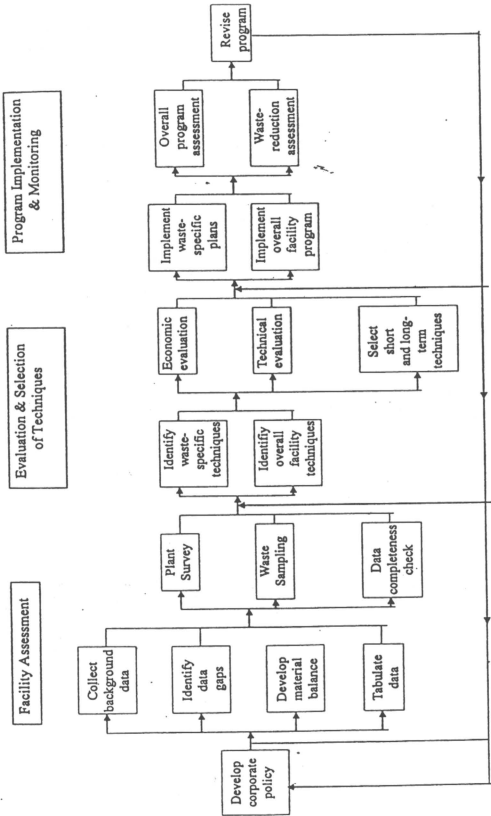 Facility Assessment
Evaluation & Selection
of Techniques
Program Implementation
& Monitoring
Develop
corporate
policy
Collect
background
data
Identify
data
gaps
Develop
material
balance
Tabulate
data
Plant
Survey
Waste
Sampling
Data
completeness
check
Identify
waste-
specific
techniques
Identifiy
overall
facility
techniques
Economic
evaluation
Technical
evaluation
Select
short
and long-
term
techniques
Implement
waste-
specific
plans
Implement
overall
facility
program
Overall
program
assessment
Waste-
reduction
assessment
Revise
program